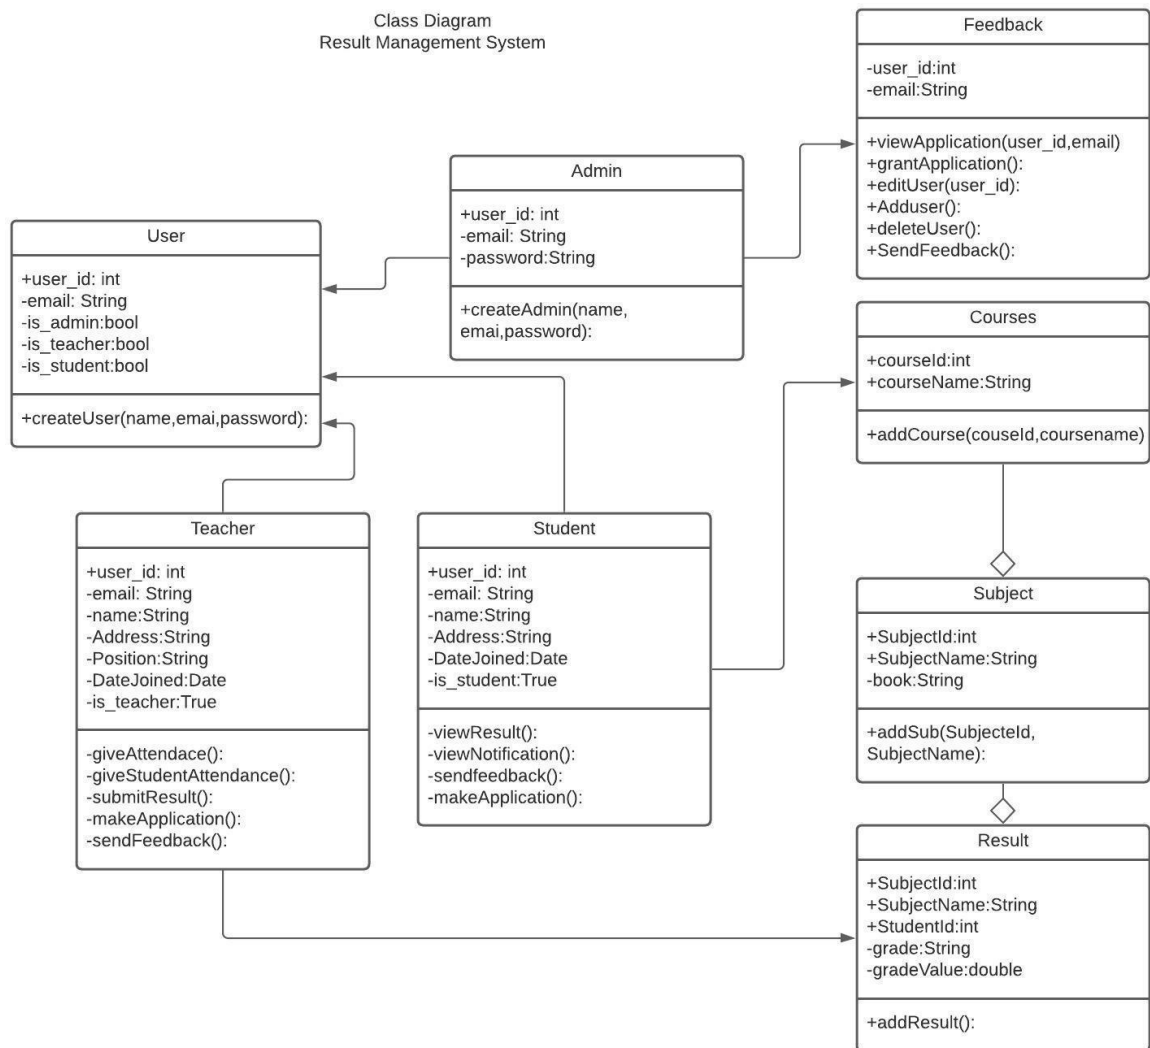 Class Diagram
Result Management System
Feedback
-user_id:int
-email:String
+viewApplication(user_id,email)
+grantApplication():
+editUser(user_id):
+Adduser():
+deleteUser():
+SendFeedback():
Admin
+user_id: int
-email: String
-password:String
+createAdmin(name,
emai,password):
User
+user_id: int
-email: String
-is_admin:bool
-is_teacher:bool
-is_student:bool
+createUser(name,emai,password):
Courses
+courseId:int
+courseName:String
+addCourse(couseId,coursename)
Teacher
+user_id: int
-email: String
-name:String
-Address:String
-Position:String
-DateJoined:Date
-is_teacher:True
-giveAttendace():
-giveStudentAttendance():
-submitResult():
-makeApplication():
-sendFeedback():
Student
+user_id: int
-email: String
-name:String
-Address:String
-DateJoined:Date
-is_student:True
-viewResult():
-viewNotification():
-sendfeedback():
-makeApplication():
Subject
+SubjectId:int
+SubjectName:String
-book:String
+addSub(SubjecteId,
SubjectName):
Result
+SubjectId:int
+SubjectName:String
+StudentId:int
-grade:String
-gradeValue:double
+addResult():